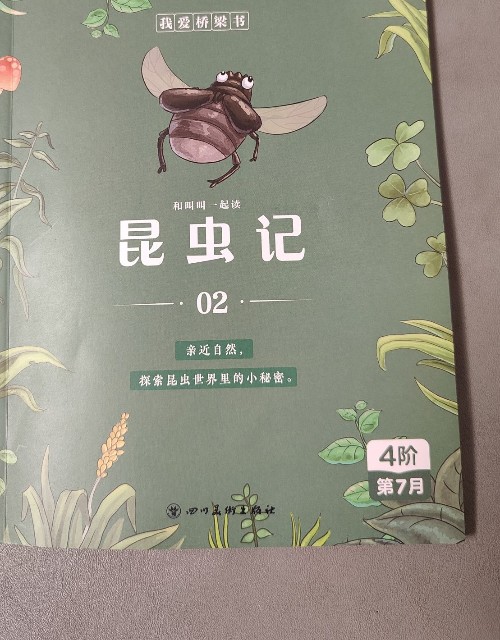 我爱桥梁书
和叫叫一起读
昆虫记
02
亲近自然，
探索昆虫世界里的小秘密。
4阶
第7月
四川美术出版社